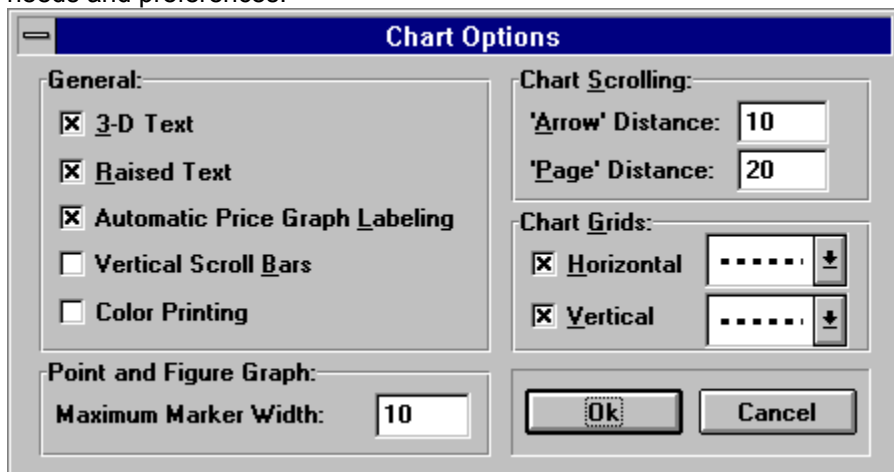 needs and preferences.
Chart Options
General:
3-D Text
Raised Text
Automatic Price Graph Labeling
Vertical Scroll Bars
Color Printing
Point and Figure Graph:
Maximum Marker Width: 10
Chart Scrolling:
'Arrow' Distance: 10
'Page' Distance: 20
Chart Grids:
Horizontal
Vertical
Ok Cancel